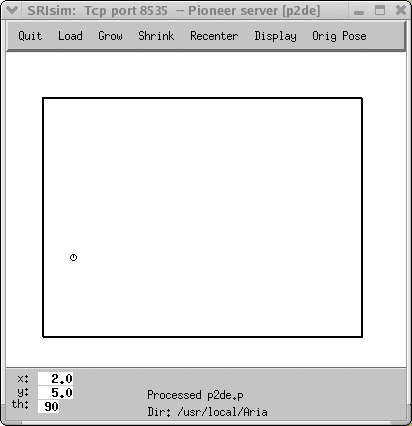 SRIsim: Tcp port 8535 -- Pioneer server [p2de]
Quit Load Grow Shrink Recenter Display Orig Pose
x: 2.0
y: 5.0
th: 90
Processed p2de.p
Dir: /usr/local/Aria